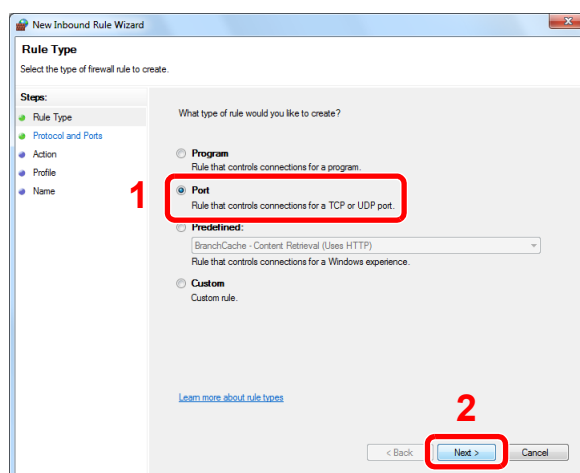 New Inbound Rule Wizard
x
Rule Type
Select the type of firewall rule to create.
Steps:
Rule Type
Protocol and Ports
Action
Profile
Name
What type of rule would you like to create?
Program
Rule that controls connections for a program.
1
Port
Rule that controls connections for a TCP or UDP port.
Predefined:
BranchCache - Content Retrieval (Uses HTTP)
Rule that controls connections for a Windows experience.
Custom
Custom rule.
Learn more about rule types
2
< Back Next > Cancel